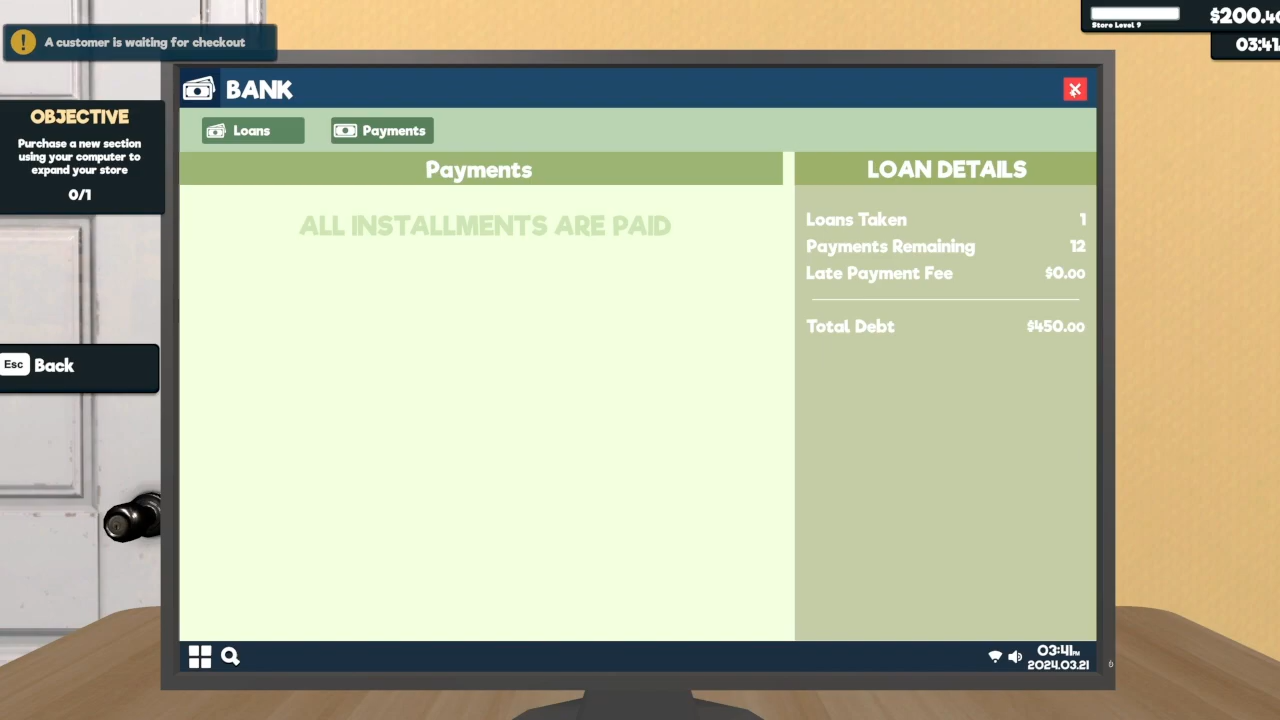 A customer is waiting for checkout
Store Level 9
$200.40
03:41
BANK
OBJECTIVE
Purchase a new section
using your computer to
expand your store
0/1
Loans
Payments
Payments
LOAN DETAILS
ALL INSTALLMENTS ARE PAID
Loans Taken 1
Payments Remaining 12
Late Payment Fee $0.00
Total Debt $450.00
Esc Back
03:41PM
2024.03.21